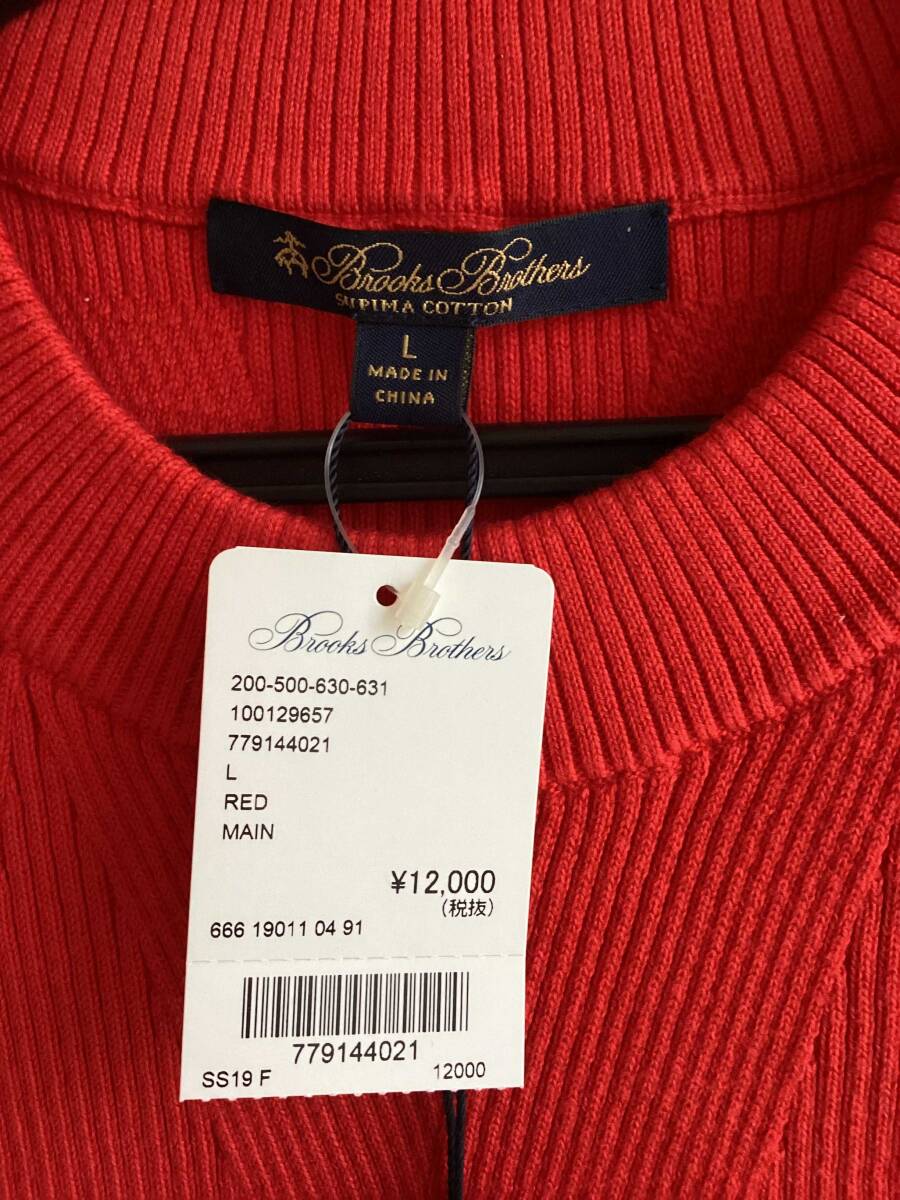 Brooks Brothers
SUPIMA COTTON
L
MADE IN
CHINA
Brooks Brothers
200-500-630-631
100129657
779144021
L
RED
MAIN
¥12,000
(税抜)
666 19011 04 91
779144021
SS19 F 12000